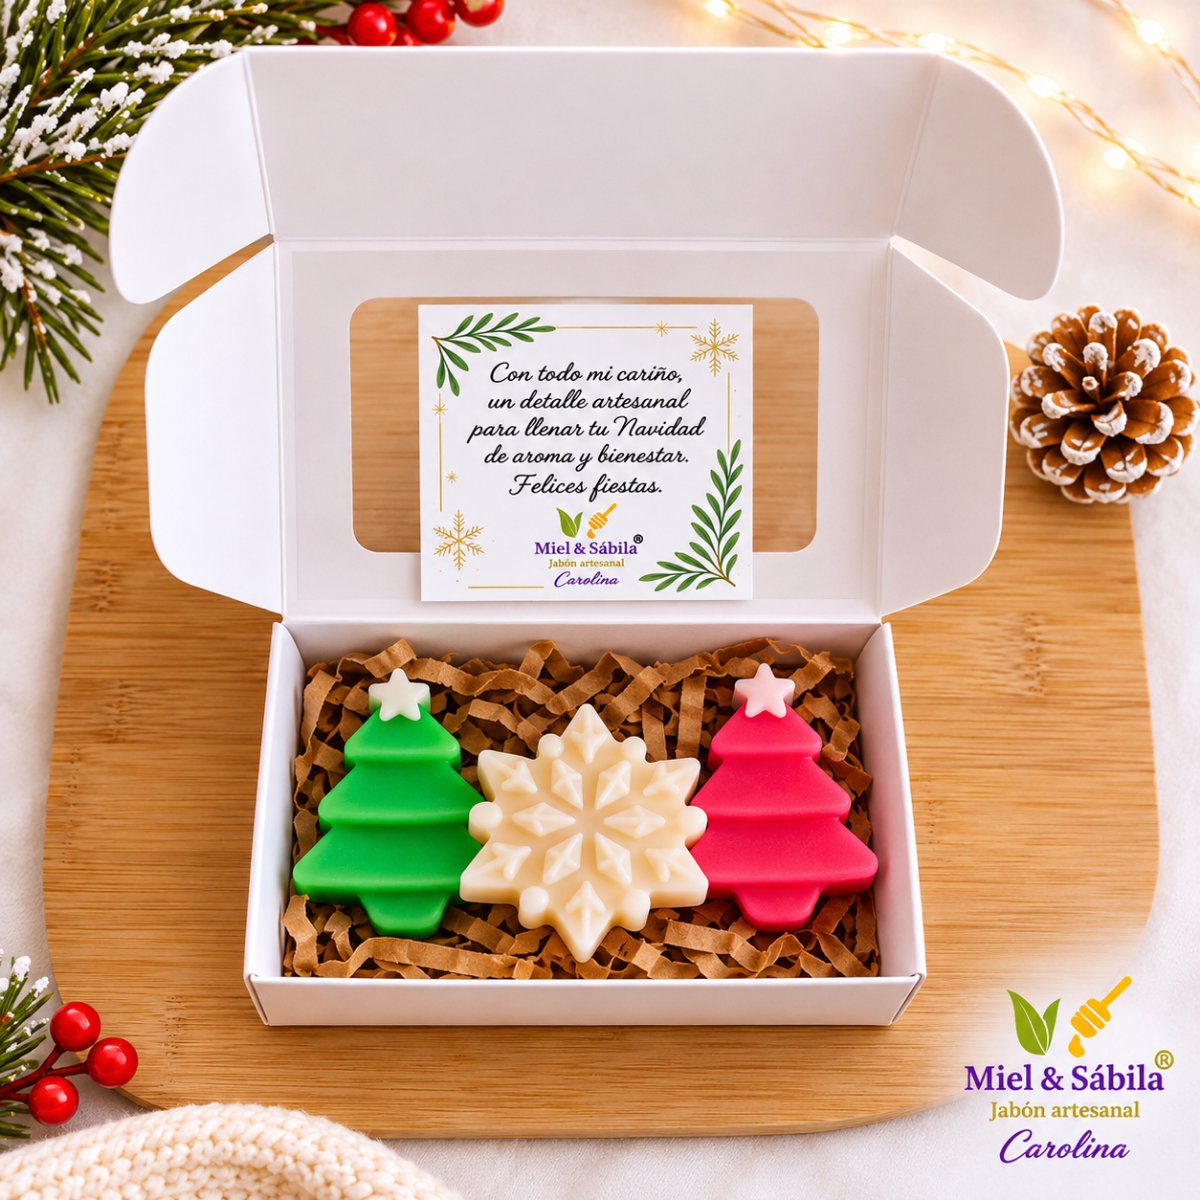 Con todo mi cariño,
un detalle artesanal
para llenar tu Navidad
de aroma y bienestar.
Felices fiestas.
Miel & Sábila®
Jabón artesanal
Carolina
Miel & Sábila®
Jabón artesanal
Carolina